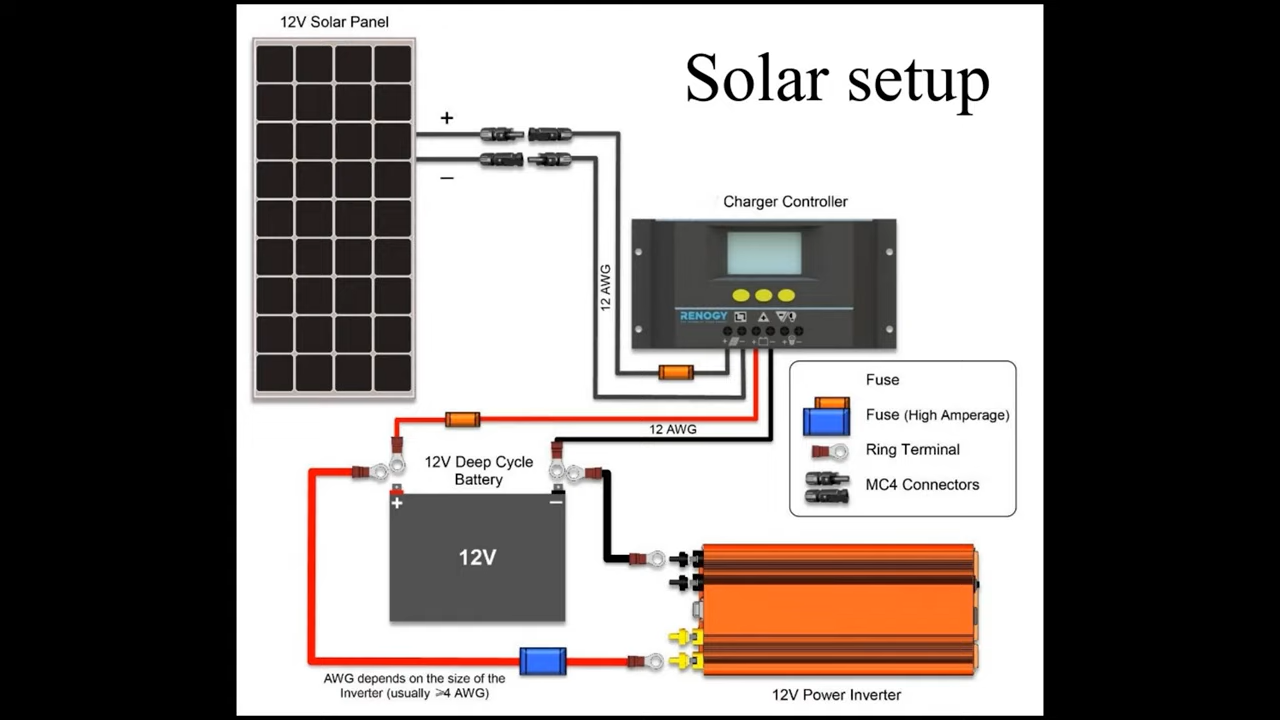 12V Solar Panel
Solar setup
+
–
Charger Controller
12 AWG
RENOGY
+ – + – + –
Fuse
Fuse (High Amperage)
Ring Terminal
MC4 Connectors
12 AWG
12V Deep Cycle
Battery
+ –
12V
AWG depends on the size of the
Inverter (usually ⩾4 AWG)
12V Power Inverter